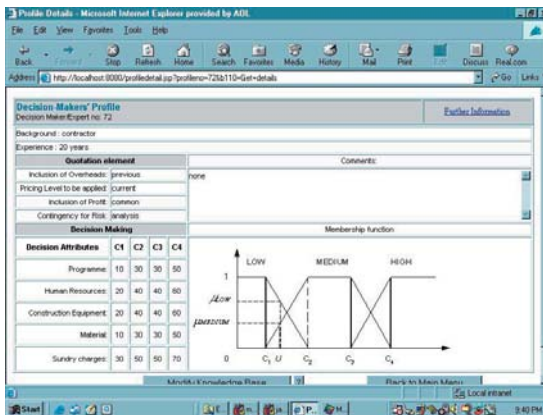 Profile Details - Microsoft Internet Explorer provided by AOL
File Edit View Favorites Tools Help
Back Forward Stop Refresh Home Search Favorites Media History Mail Print Edit Discuss Real.com
Address http://localhost:8080/profiledetail.jsp?profileno=72&b110=Get+details Go Links
Decision-Makers' Profile
Decision Maker/Expert no: 72
Further Information
Background : contractor
Experience : 20 years
Quotation element Comments:
Inclusion of Overheads: previous none
Pricing Level to be applied: current
Inclusion of Profit: common
Contingency for Risk: analysis
Decision Making Membership function
Decision Attributes C1 C2 C3 C4
Programme: 10 30 30 50
Human Resources: 20 40 40 60
Construction Equipment: 20 40 40 60
Material: 10 30 30 50
Sundry charges: 30 50 50 70
LOW MEDIUM HIGH
1
μLOW
μMEDIUM
0 C1 U C2 C3 C4
Modify Knowledge Base Back to Main Menu
Local intranet
Start 9:40 PM